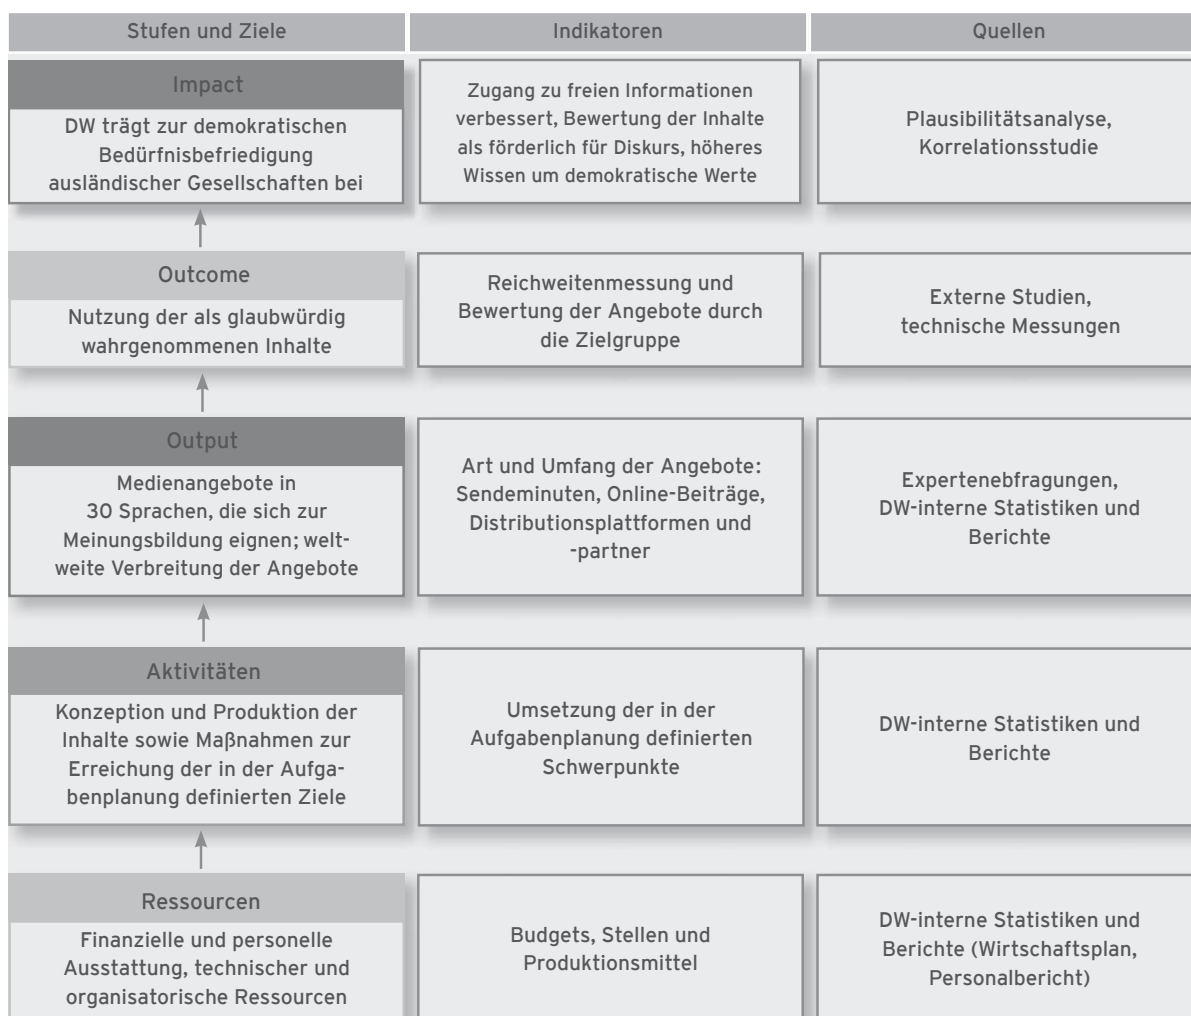 Stufen und Ziele
Indikatoren
Quellen
Impact
DW trägt zur demokratischen
Bedürfnisbefriedigung
ausländischer Gesellschaften bei
Zugang zu freien Informationen
verbessert, Bewertung der Inhalte
als förderlich für Diskurs, höheres
Wissen um demokratische Werte
Plausibilitätsanalyse,
Korrelationsstudie
Outcome
Nutzung der als glaubwürdig
wahrgenommenen Inhalte
Reichweitenmessung und
Bewertung der Angebote durch
die Zielgruppe
Externe Studien,
technische Messungen
Output
Medienangebote in
30 Sprachen, die sich zur
Meinungsbildung eignen; welt-
weite Verbreitung der Angebote
Art und Umfang der Angebote:
Sendeminuten, Online-Beiträge,
Distributionsplattformen und
-partner
Expertenebfragungen,
DW-interne Statistiken und
Berichte
Aktivitäten
Konzeption und Produktion der
Inhalte sowie Maßnahmen zur
Erreichung der in der Aufga-
benplanung definierten Ziele
Umsetzung der in der
Aufgabenplanung definierten
Schwerpunkte
DW-interne Statistiken und
Berichte
Ressourcen
Finanzielle und personelle
Ausstattung, technischer und
organisatorische Ressourcen
Budgets, Stellen und
Produktionsmittel
DW-interne Statistiken und
Berichte (Wirtschaftsplan,
Personalbericht)